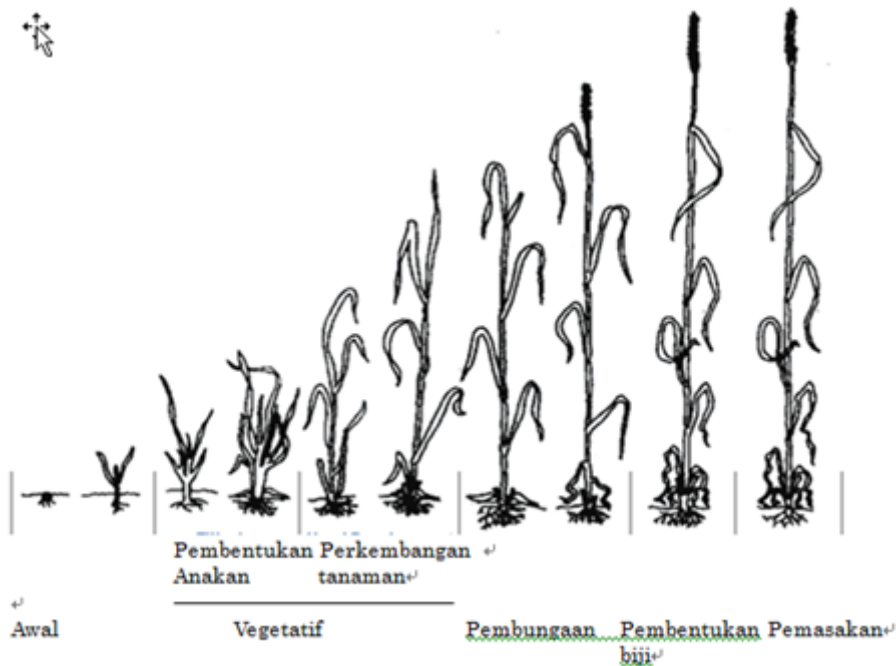 Pembentukan Perkembangan
Anakan tanaman
Awal Vegetatif Pembungaan Pembentukan Pemasakan
biji